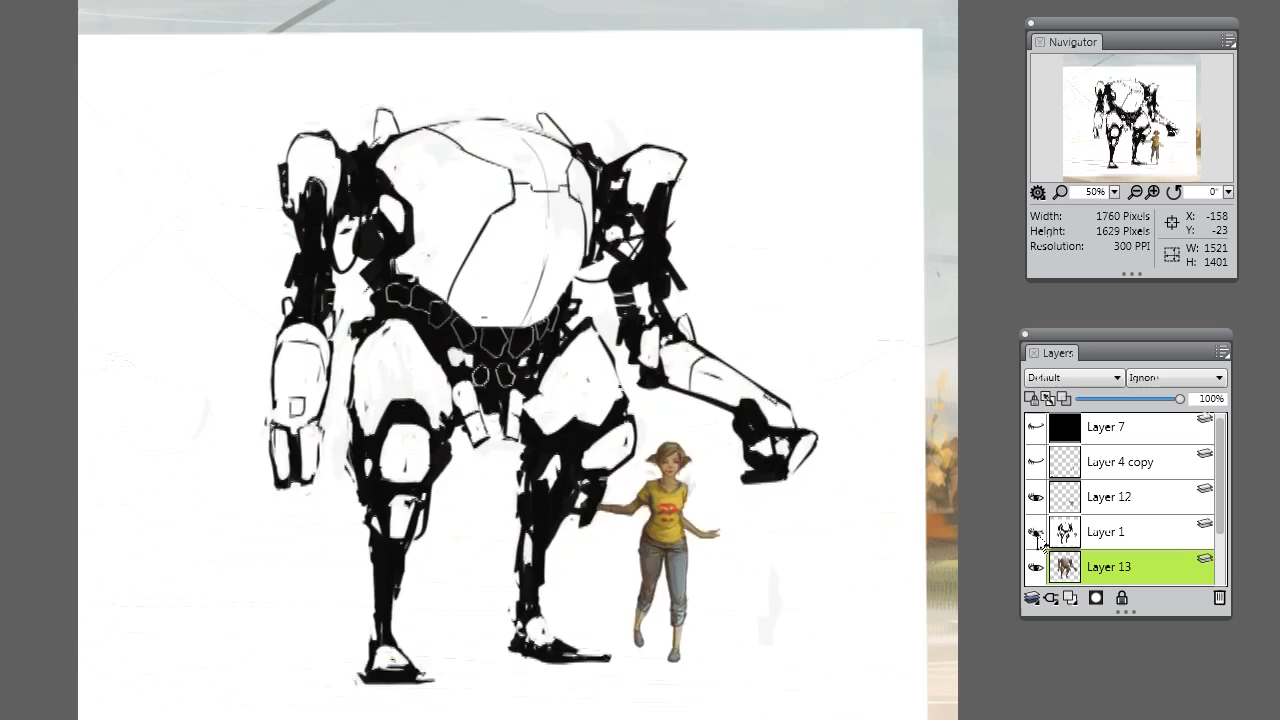 Navigator
50%
0°
Width: 1760 Pixels
Height: 1629 Pixels
Resolution: 300 PPI
X: -158
Y: -23
W: 1521
H: 1401
Layers
Default
Ignore
100%
Layer 7
Layer 4 copy
Layer 12
Layer 1
Layer 13